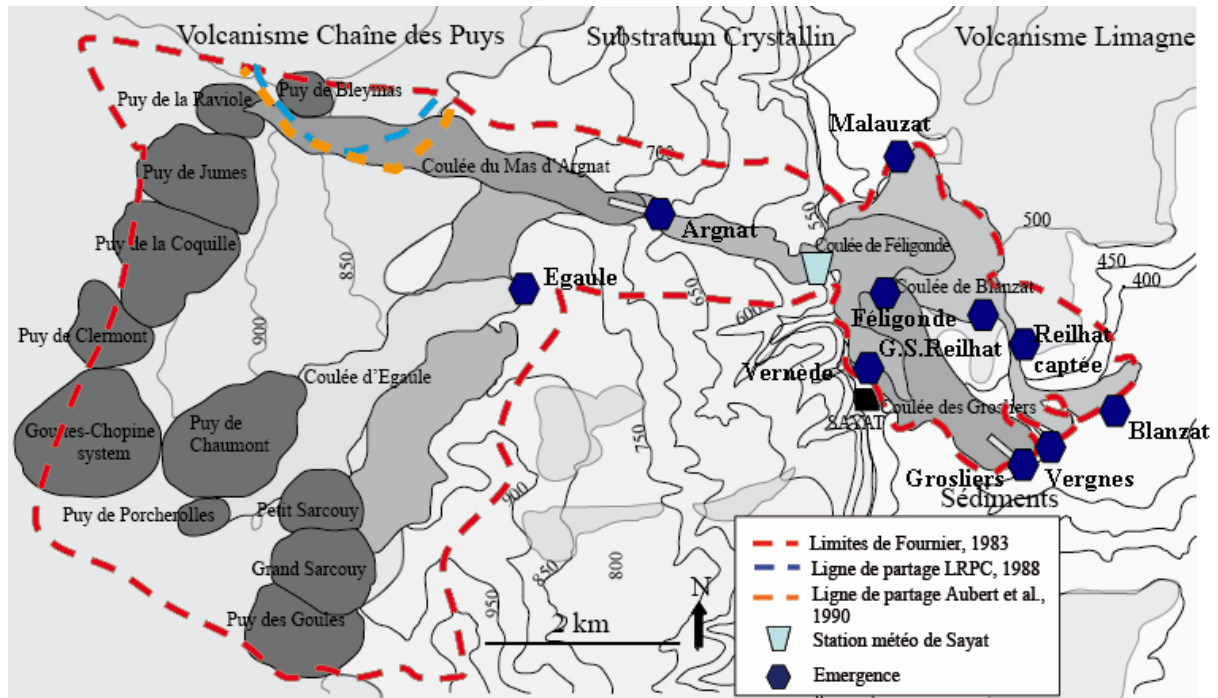 Volcanisme Chaîne des Puys
Substratum Crystallin
Volcanisme Limagne
Puy de la Raviole
Puy de Bleymas
Malauzat
700
Puy de Jumes
Coulée du Mas d'Argnat
550
Argnat
Coulée de Féligonde
500
450
400
Puy de la Coquille
850
900
Egaule
650
600
Coulée de Blanzat
Féligonde
Puy de Clermont
G.S.Reilhat
Reilhat
captée
Vernède
Coulée d'Egaule
Coulée des Grosliers
SAYAT
Gouttes-Chopine
system
Puy de
Chaumont
750
Blanzat
Grosliers
Vergnes
Sédiments
Puy de Porcherolles
Petit Sarcouy
900
Grand Sarcouy
850
800
950
Puy des Goules
N
2 km
Limites de Fournier, 1983
Ligne de partage LRPC, 1988
Ligne de partage Aubert et al.,
1990
Station météo de Sayat
Emergence